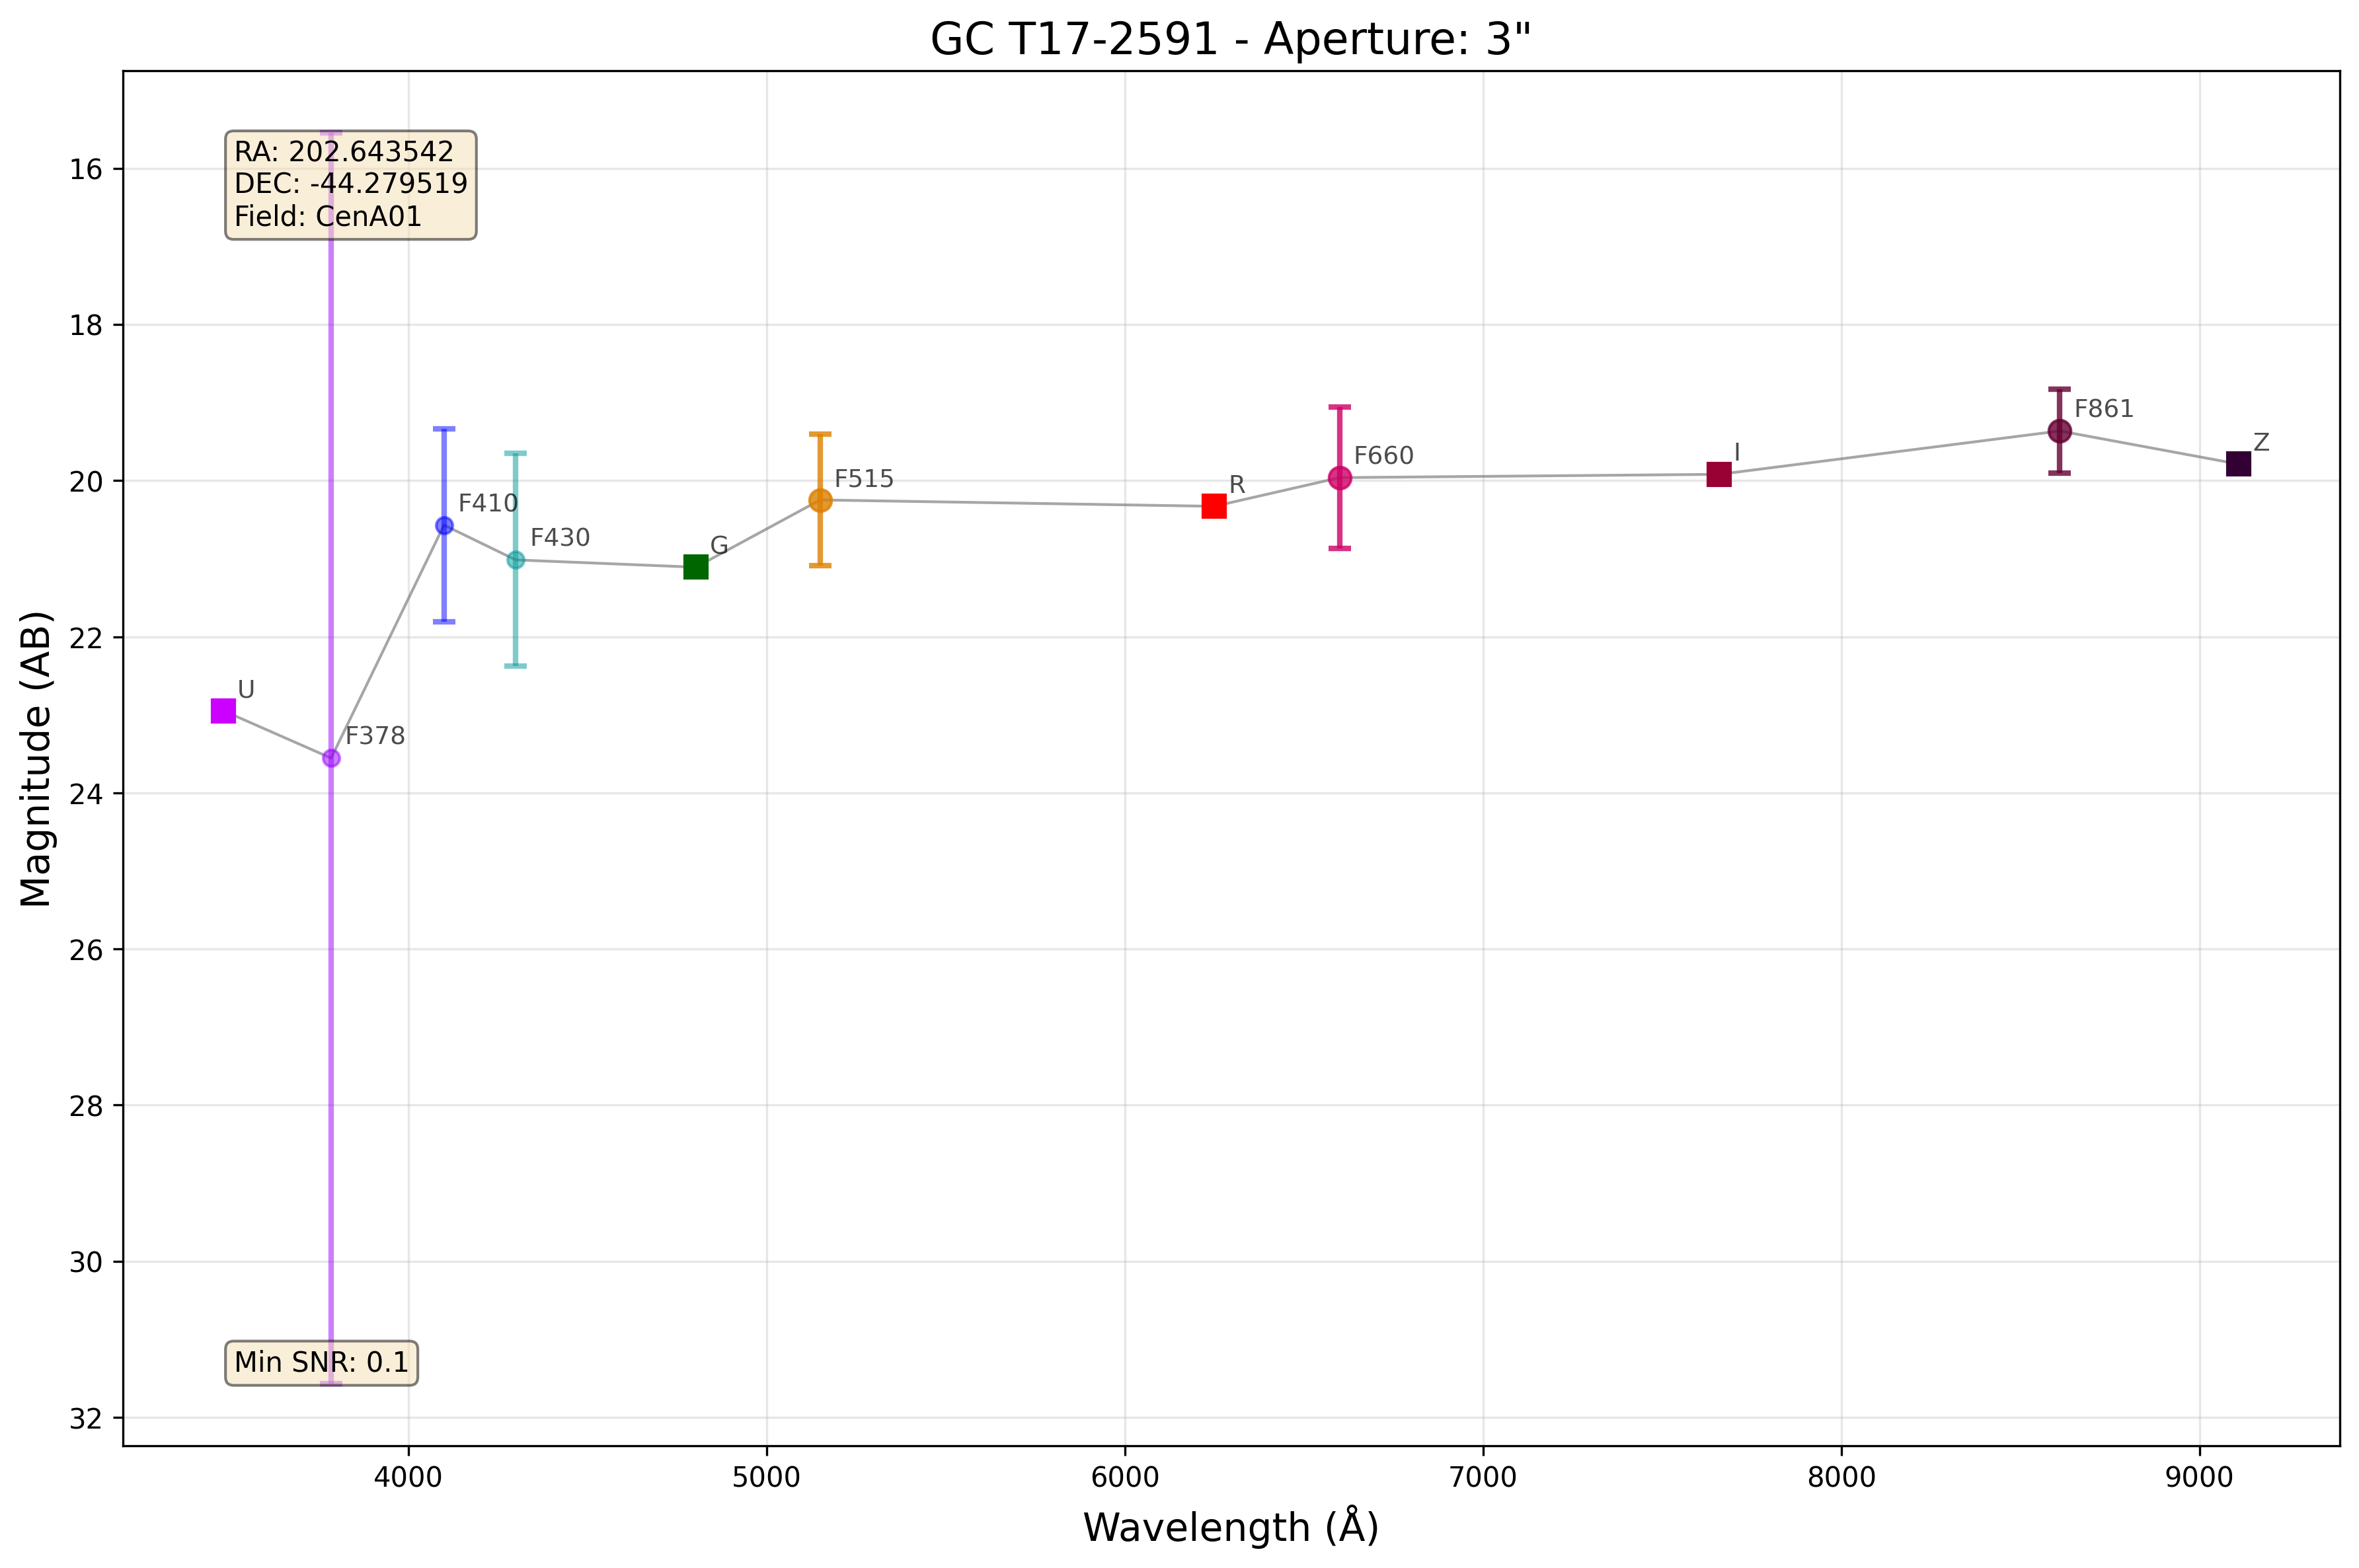 GC T17-2591 - Aperture: 3"
RA: 202.643542
DEC: -44.279519
Field: CenA01
16
18
20
22
24
26
28
30
32
Magnitude (AB)
U
F378
F410
F430
G
F515
R
F660
I
F861
Z
Min SNR: 0.1
4000
5000
6000
7000
8000
9000
Wavelength (Å)